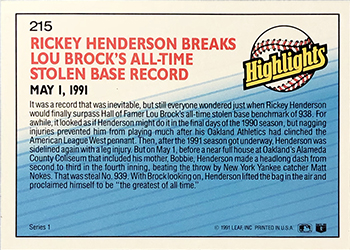 215
RICKEY HENDERSON BREAKS
LOU BROCK'S ALL-TIME
STOLEN BASE RECORD
MAY 1, 1991
Highlights
It was a record that was inevitable, but still everyone wondered just when Rickey Henderson
would finally surpass Hall of Famer Lou Brock's all-time stolen base benchmark of 938. For
awhile, it looked as if Henderson might do it in the final days of the 1990 season, but nagging
injuries prevented him from playing much after his Oakland Athletics had clinched the
American League West pennant. Then, after the 1991 season got underway, Henderson was
sidelined again with a leg injury. But on May 1, before a near full house at Oakland's Alameda
County Coliseum that included his mother, Bobbie, Henderson made a headlong dash from
second to third in the fourth inning, beating the throw by New York Yankee catcher Matt
Nokes. That was steal No. 939. With Brock looking on, Henderson lifted the bag in the air and
proclaimed himself to be "the greatest of all time."
Series 1
© 1991 LEAF, INC. PRINTED IN U.S.A.